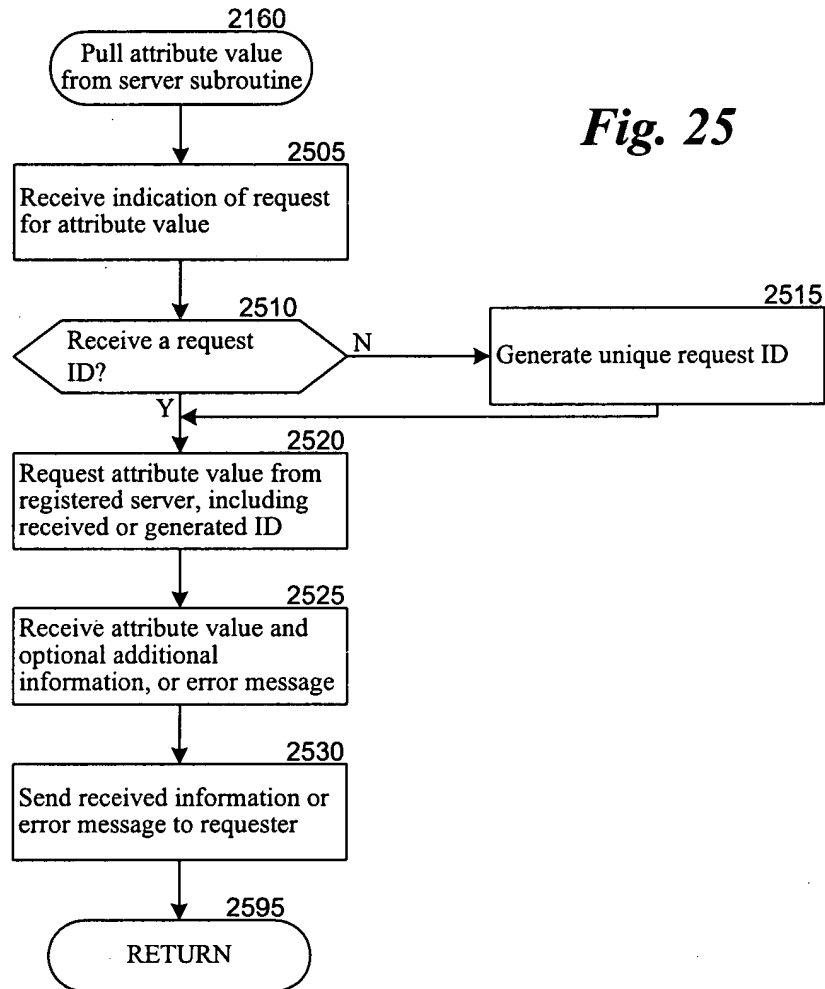 2160
Pull attribute value
from server subroutine
Fig. 25
2505
Receive indication of request
for attribute value
2510
Receive a request
ID?
N
2515
Generate unique request ID
Y
2520
Request attribute value from
registered server, including
received or generated ID
2525
Receive attribute value and
optional additional
information, or error message
2530
Send received information or
error message to requester
2595
RETURN